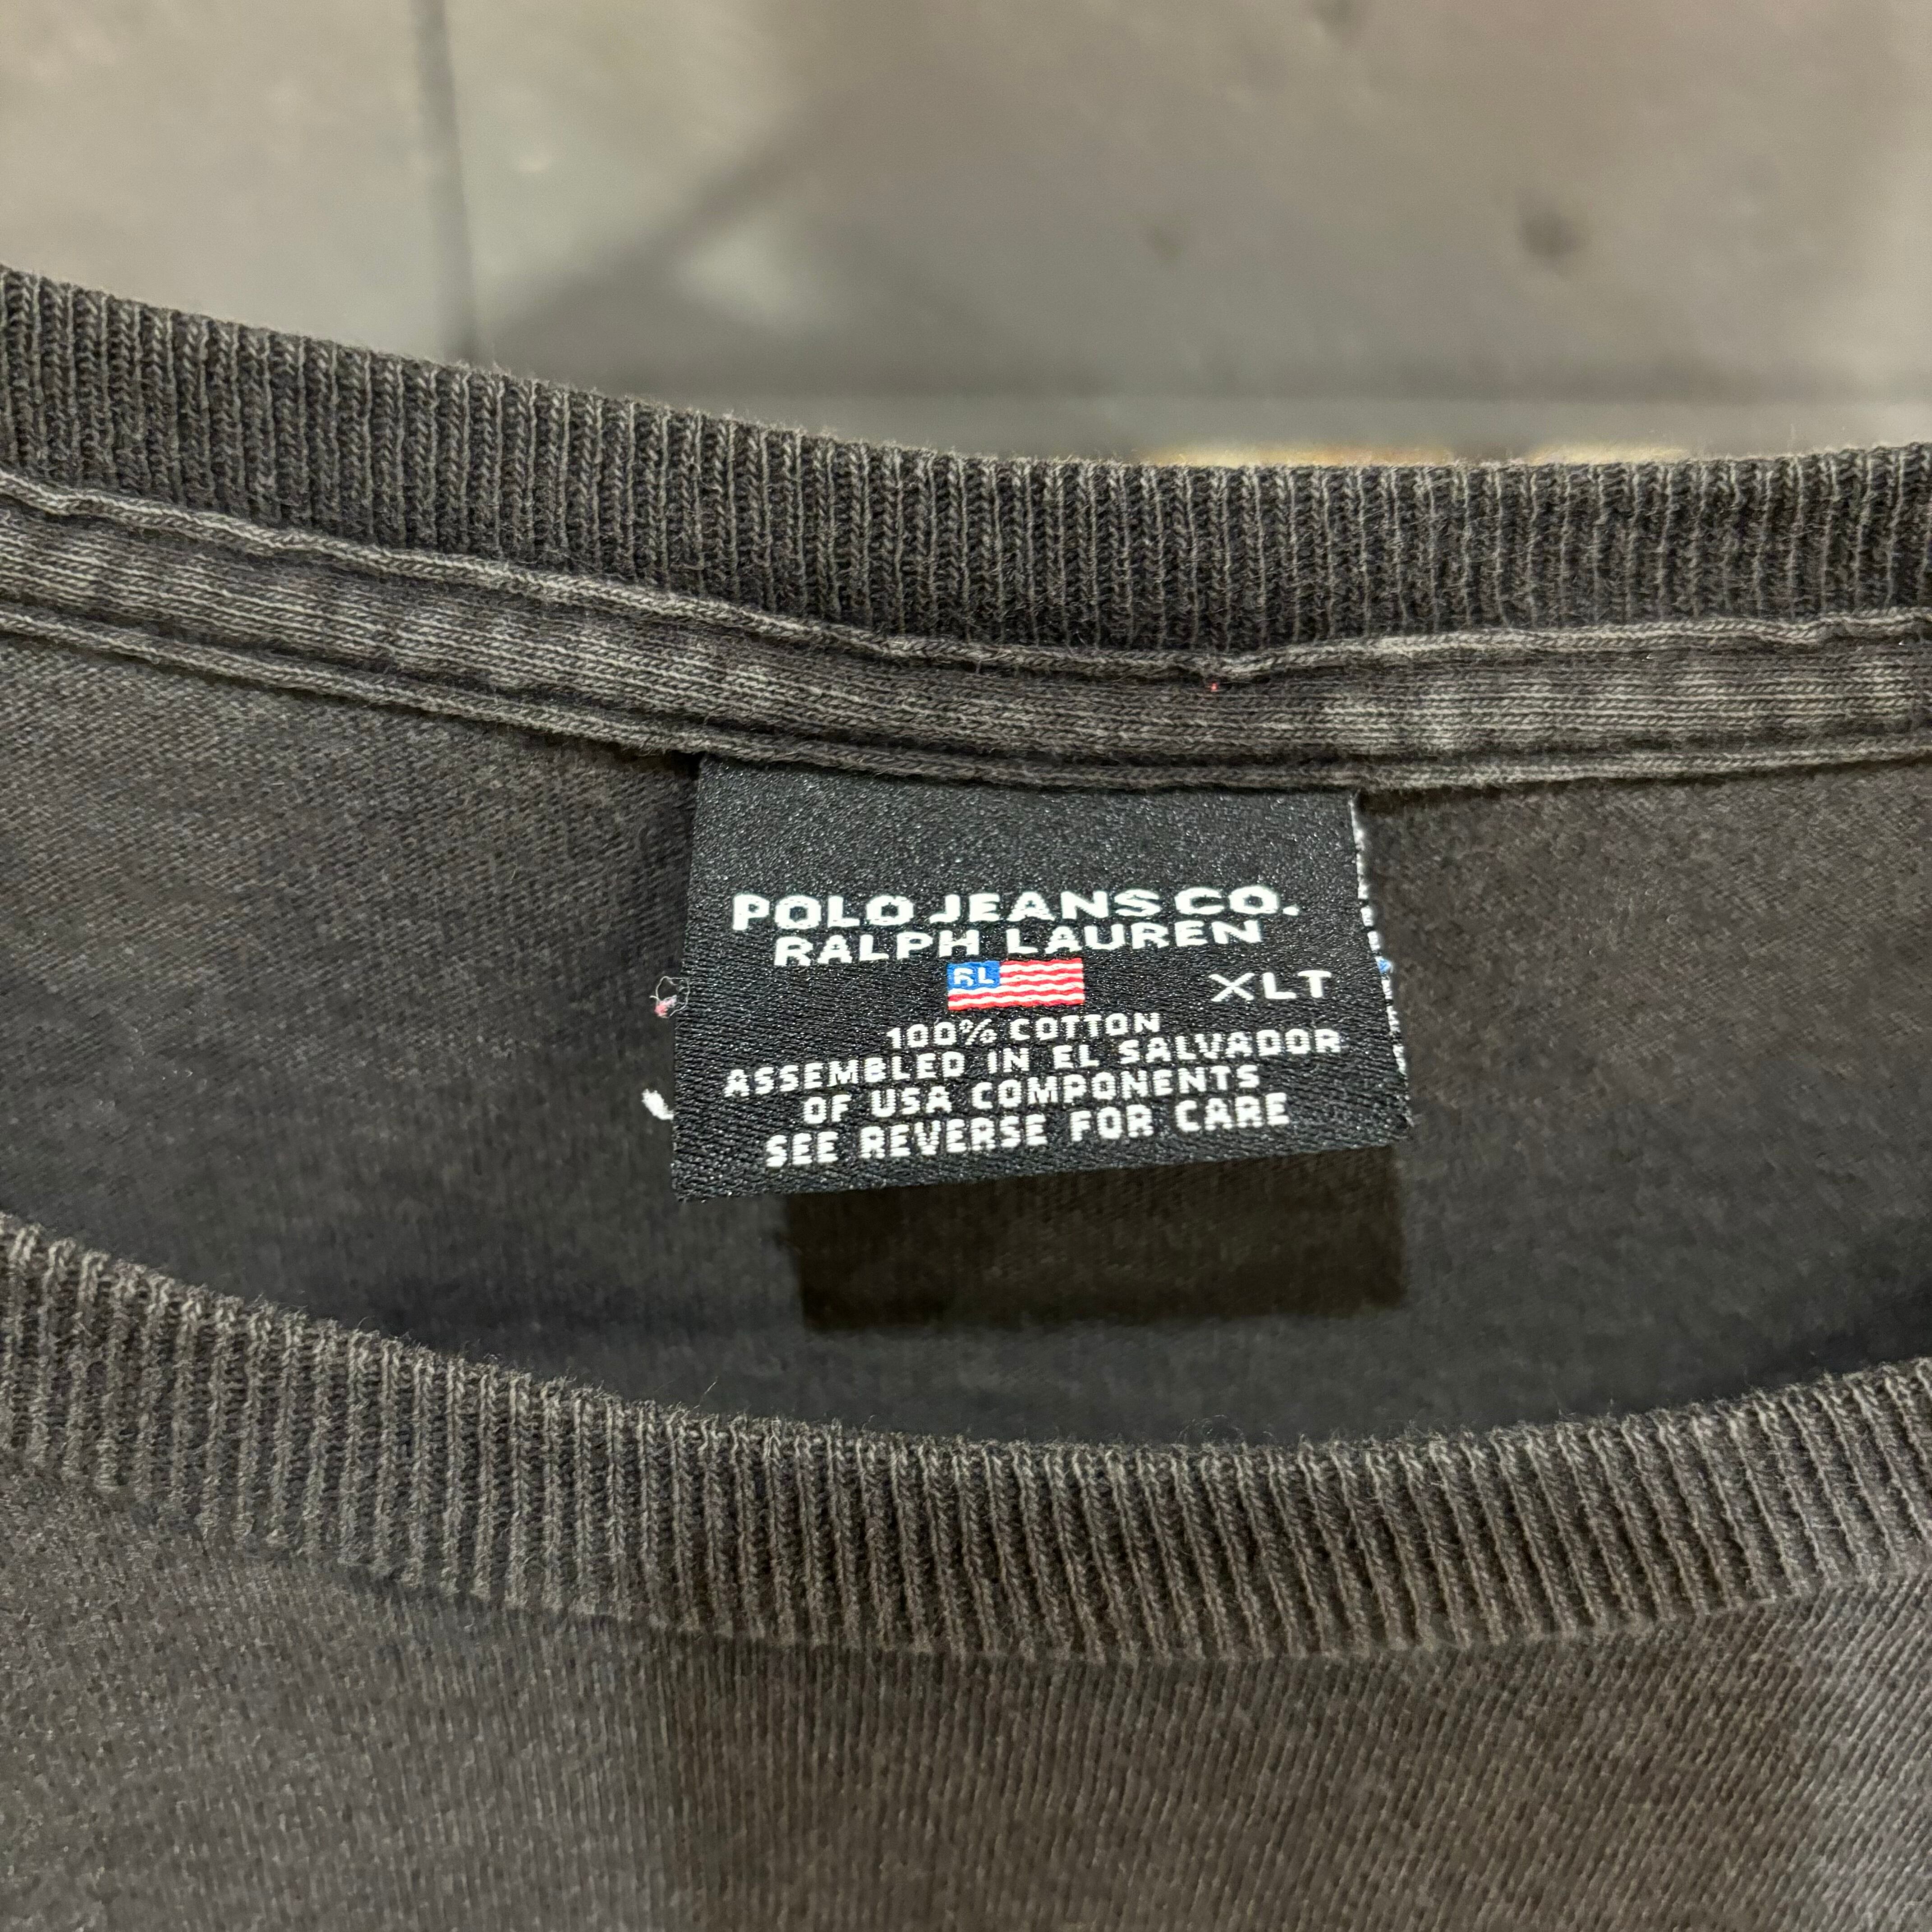 POLO JEANS CO.
RALPH LAUREN
RL XLT
100% COTTON
ASSEMBLED IN EL SALVADOR
OF USA COMPONENTS
SEE REVERSE FOR CARE